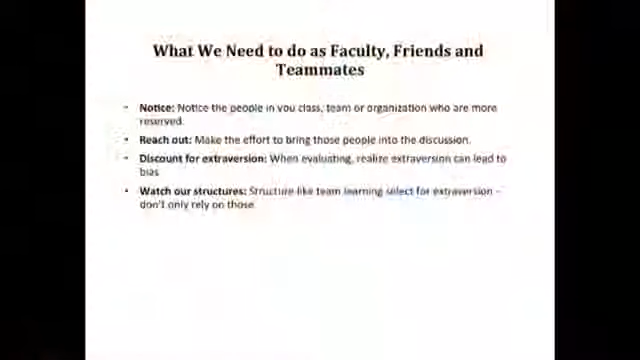 What We Need to do as Faculty, Friends and
Teammates
• Notice: Notice the people in you class, team or organization who are more
reserved.
• Reach out: Make the effort to bring those people into the discussion.
• Discount for extraversion: When evaluating, realize extraversion can lead to
bias
• Watch our structures: Structure like team learning select for extraversion –
don't only rely on those